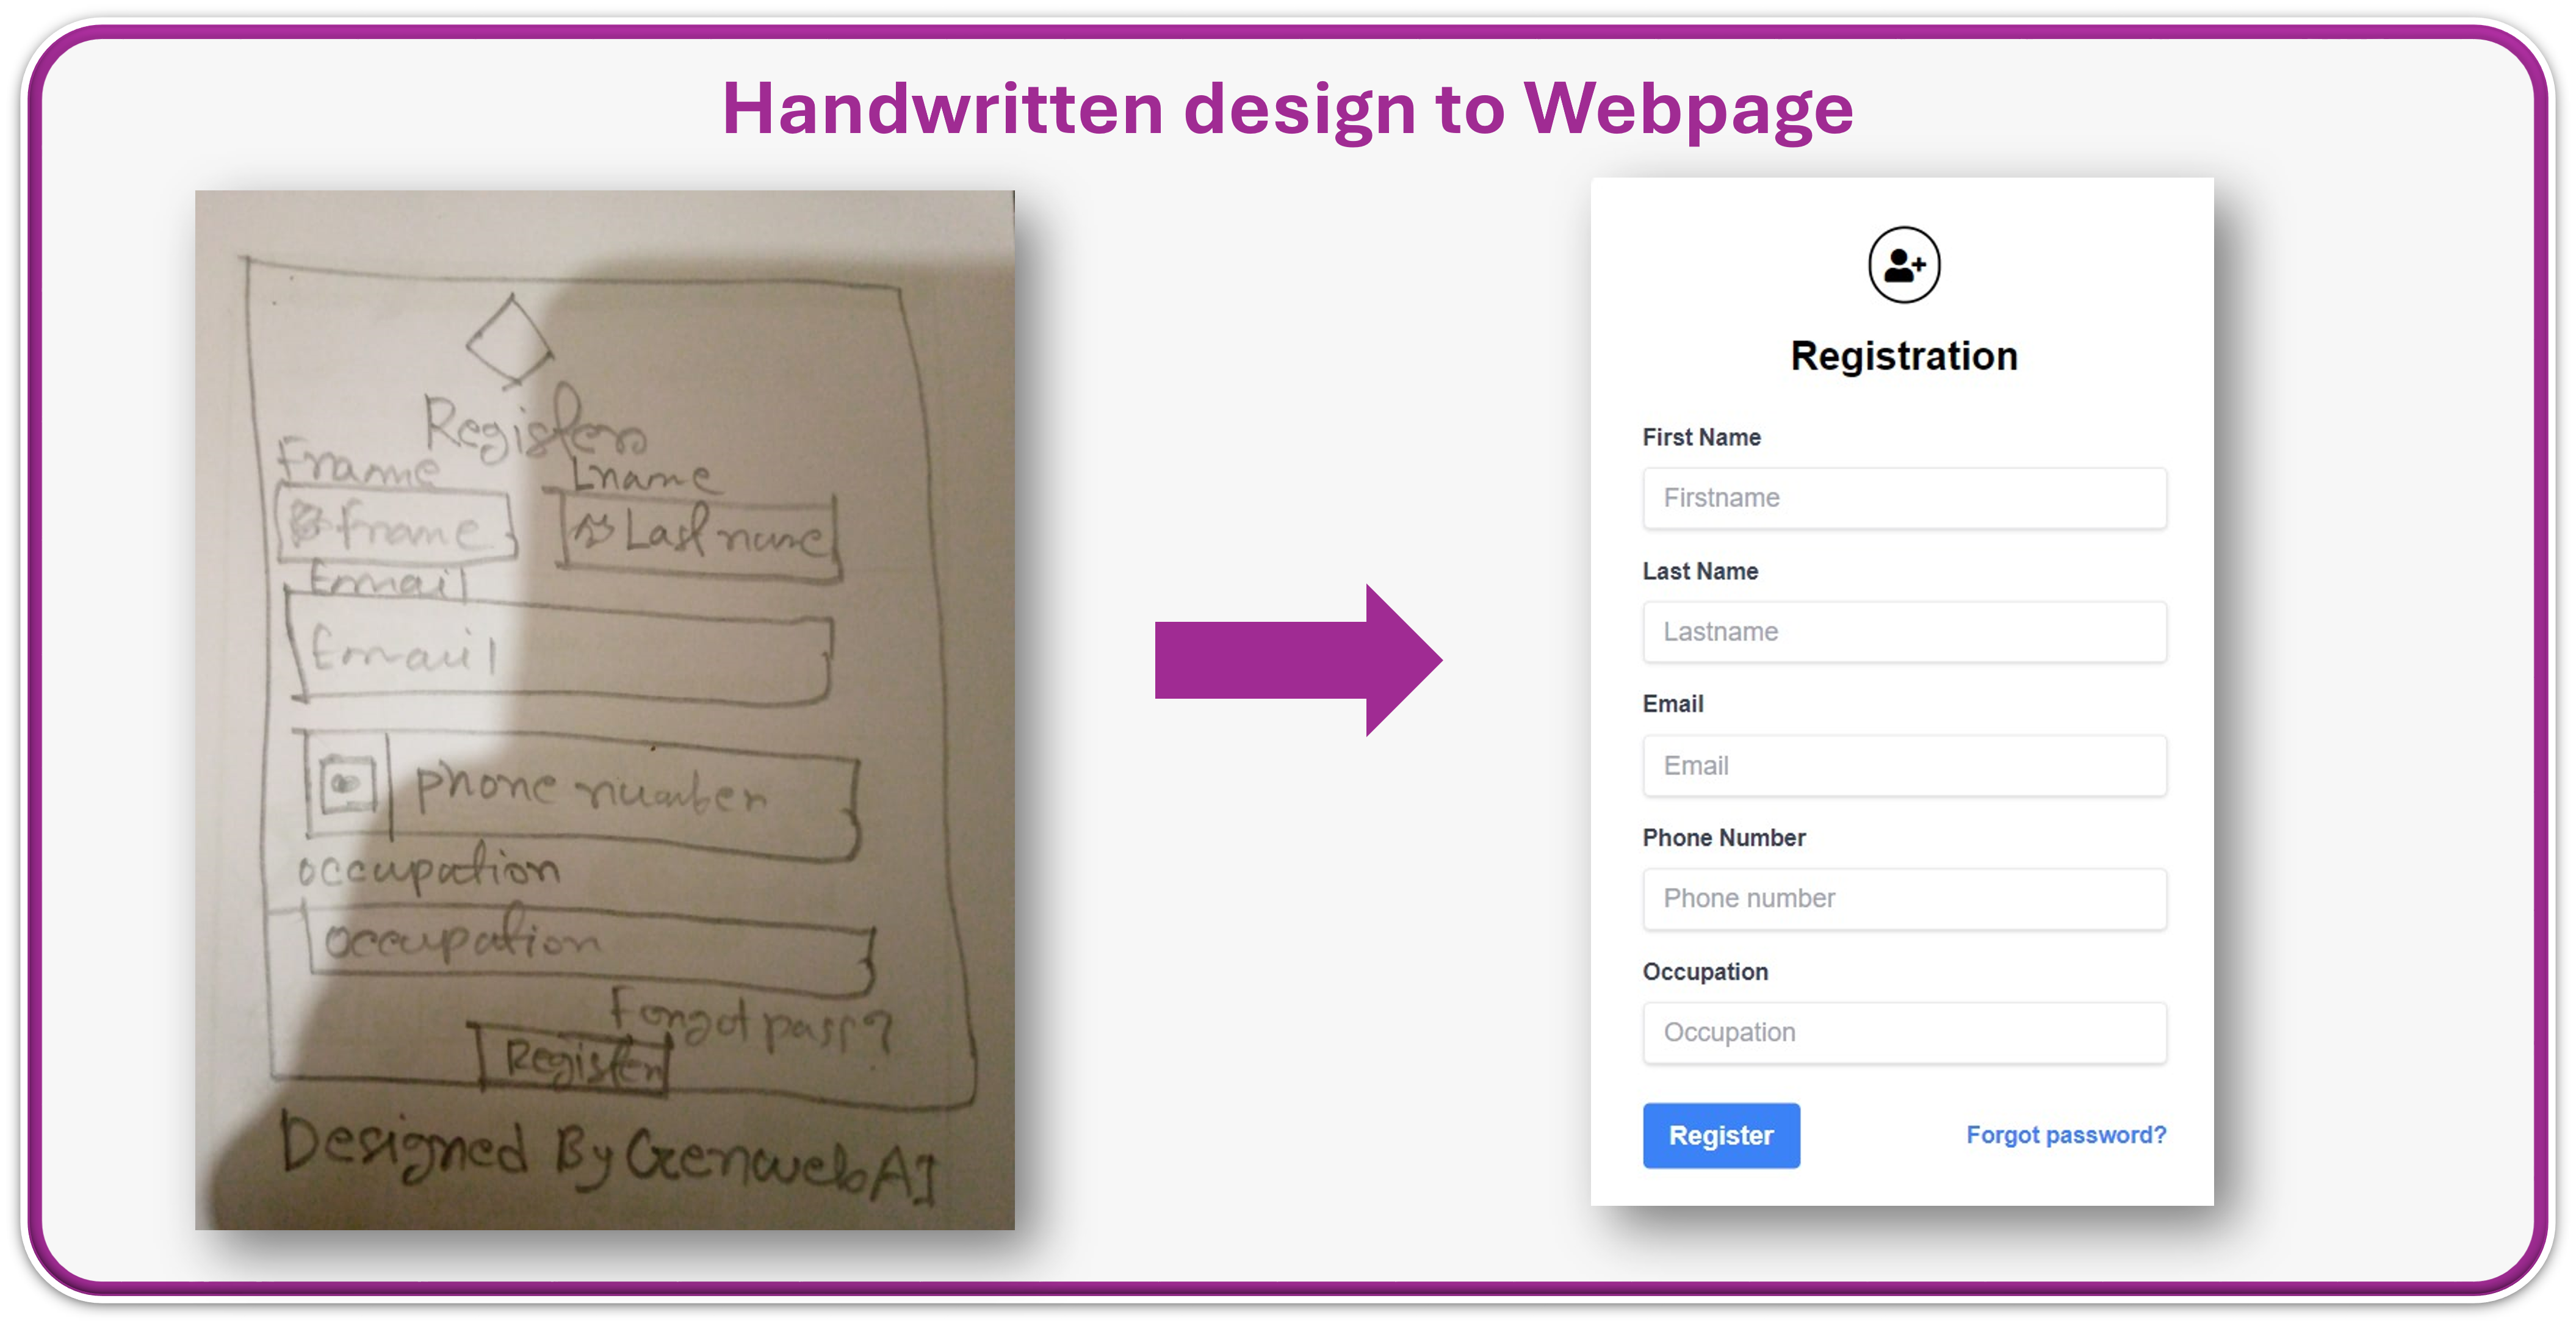 Handwritten design to Webpage
Register
Fname
Lname
Fname
Last name
Email
Email
phone number
occupation
occupation
Forgot pass?
Register
Designed By GenwebAI
Registration
First Name
Firstname
Last Name
Lastname
Email
Email
Phone Number
Phone number
Occupation
Occupation
Register
Forgot password?